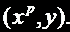 (x^p, y).